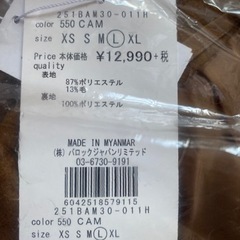 251BAM30-011H
color 550 CAM
size XS S M L XL
Price 本体価格 ¥12,990+税
quality
表地
87%ポリエステル
13%毛
裏地
100%ポリエステル
MADE IN MYANMAR
(株) バロックジャパンリミテッド
03-6730-9191
6042518579115
251BAM30-011H
color 550 CAM
size XS S M L XL